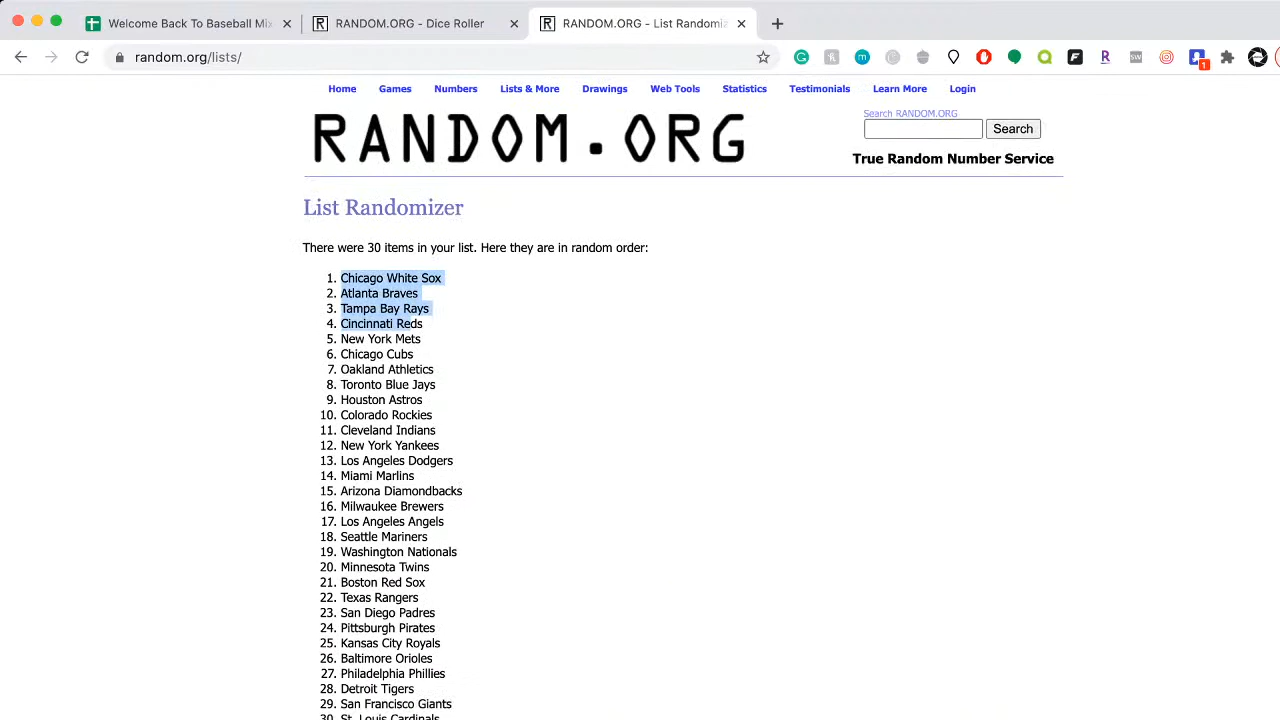 Welcome Back To Baseball Mix
RANDOM.ORG - Dice Roller
RANDOM.ORG - List Randomiz
random.org/lists/
Home Games Numbers Lists & More Drawings Web Tools Statistics Testimonials Learn More Login
RANDOM.ORG
Search RANDOM.ORG
Search
True Random Number Service
List Randomizer
There were 30 items in your list. Here they are in random order:
1. Chicago White Sox
2. Atlanta Braves
3. Tampa Bay Rays
4. Cincinnati Reds
5. New York Mets
6. Chicago Cubs
7. Oakland Athletics
8. Toronto Blue Jays
9. Houston Astros
10. Colorado Rockies
11. Cleveland Indians
12. New York Yankees
13. Los Angeles Dodgers
14. Miami Marlins
15. Arizona Diamondbacks
16. Milwaukee Brewers
17. Los Angeles Angels
18. Seattle Mariners
19. Washington Nationals
20. Minnesota Twins
21. Boston Red Sox
22. Texas Rangers
23. San Diego Padres
24. Pittsburgh Pirates
25. Kansas City Royals
26. Baltimore Orioles
27. Philadelphia Phillies
28. Detroit Tigers
29. San Francisco Giants
30. St. Louis Cardinals